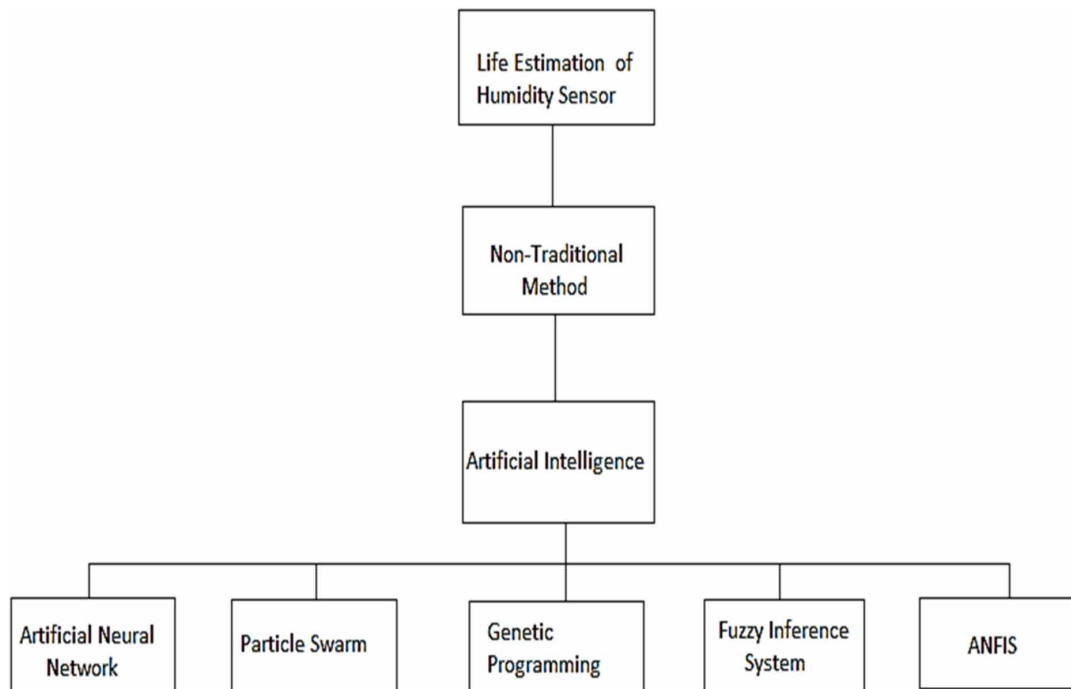 Life Estimation of
Humidity Sensor
Non-Traditional
Method
Artificial Intelligence
Artificial Neural
Network
Particle Swarm
Genetic
Programming
Fuzzy Inference
System
ANFIS